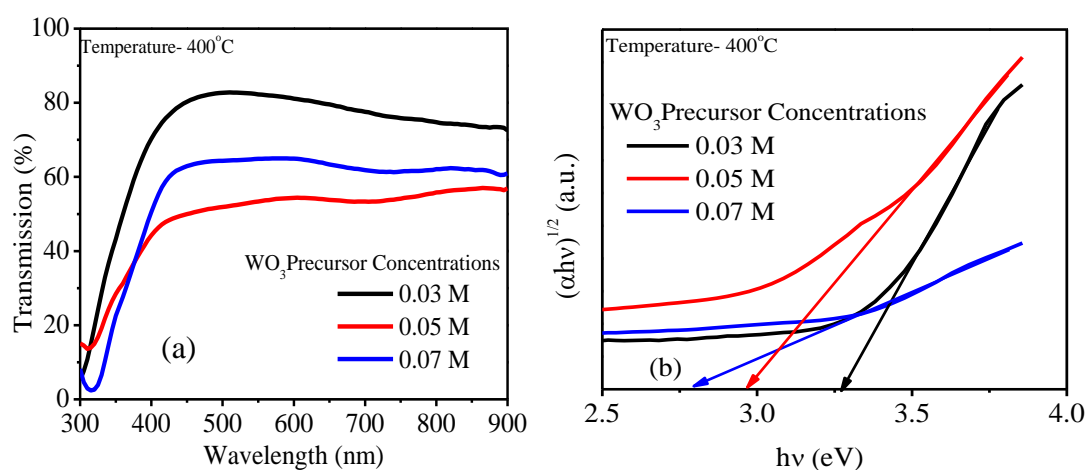 Temperature- 400°C
100
80
60
40
20
0
Transmission (%)
WO₃Precursor Concentrations
0.03 M
0.05 M
0.07 M
(a)
300 400 500 600 700 800 900
Wavelength (nm)
Temperature- 400°C
WO₃Precursor Concentrations
0.03 M
0.05 M
0.07 M
(αhν)^1/2 (a.u.)
(b)
2.5 3.0 3.5 4.0
hν (eV)